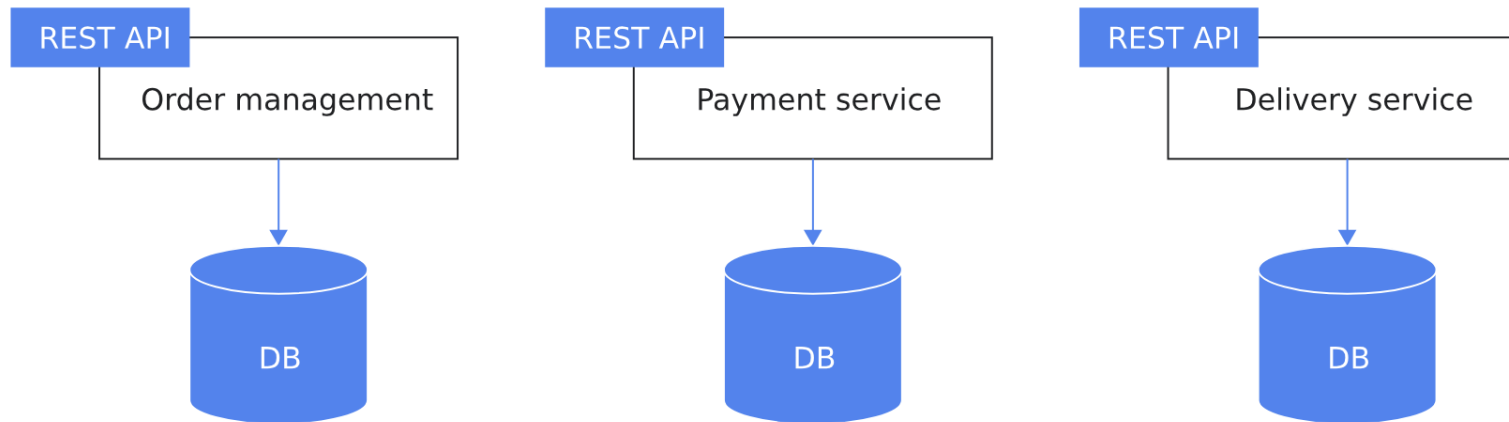 REST API
Order management
DB
REST API
Payment service
DB
REST API
Delivery service
DB